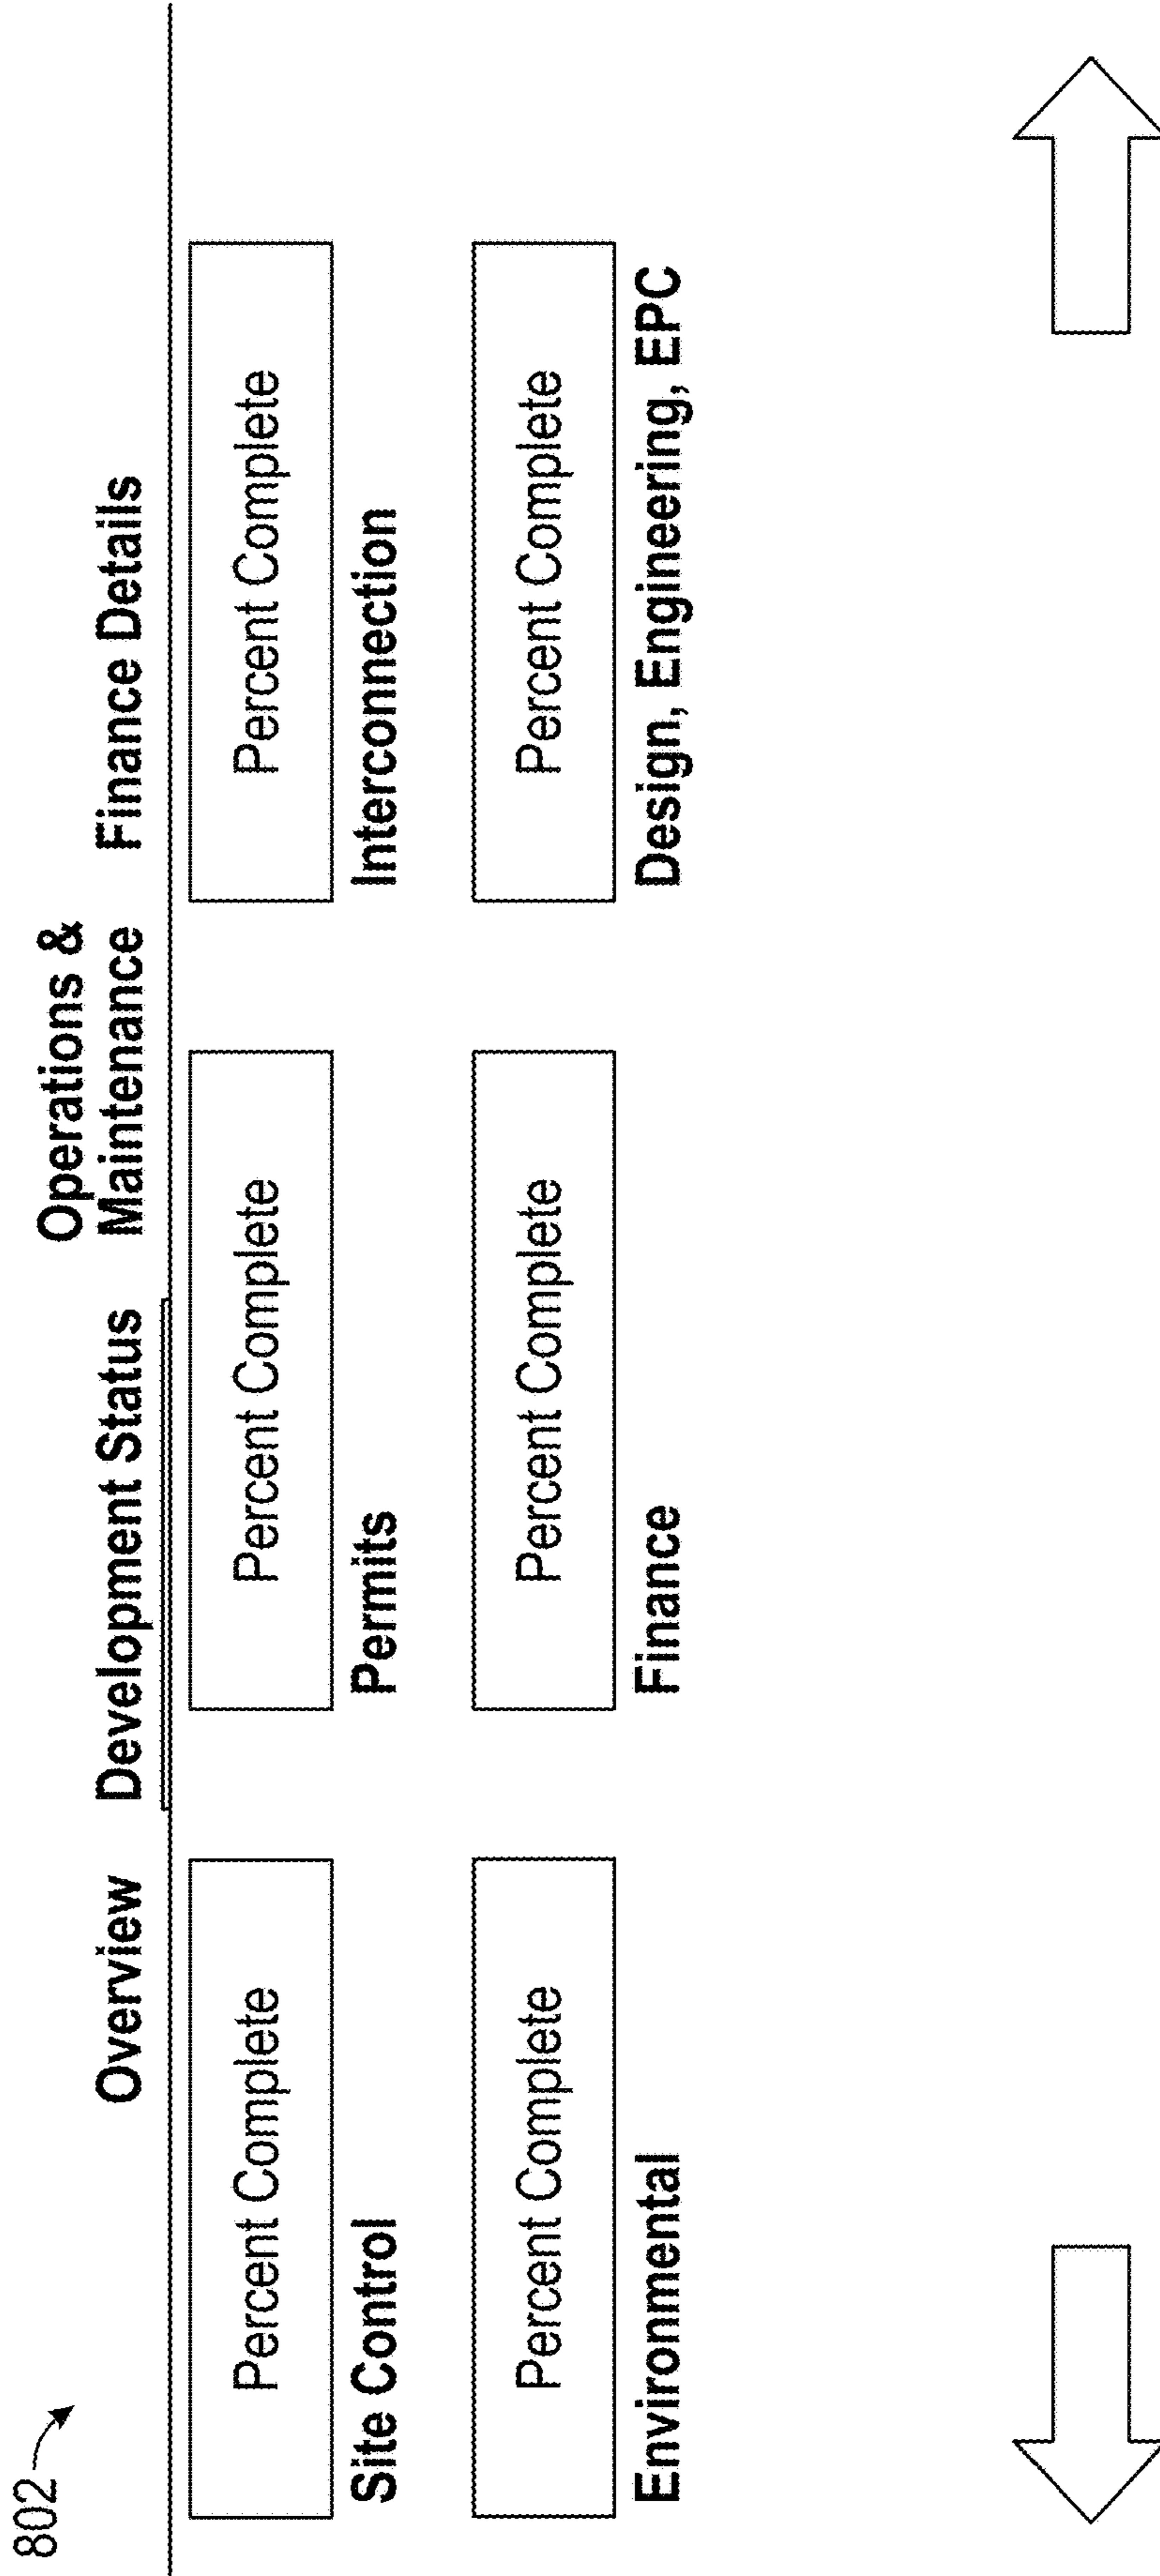 802
Overview
Development Status
Operations &
Maintenance
Finance Details
Percent Complete
Site Control
Percent Complete
Permits
Percent Complete
Interconnection
Percent Complete
Environmental
Percent Complete
Finance
Percent Complete
Design, Engineering, EPC